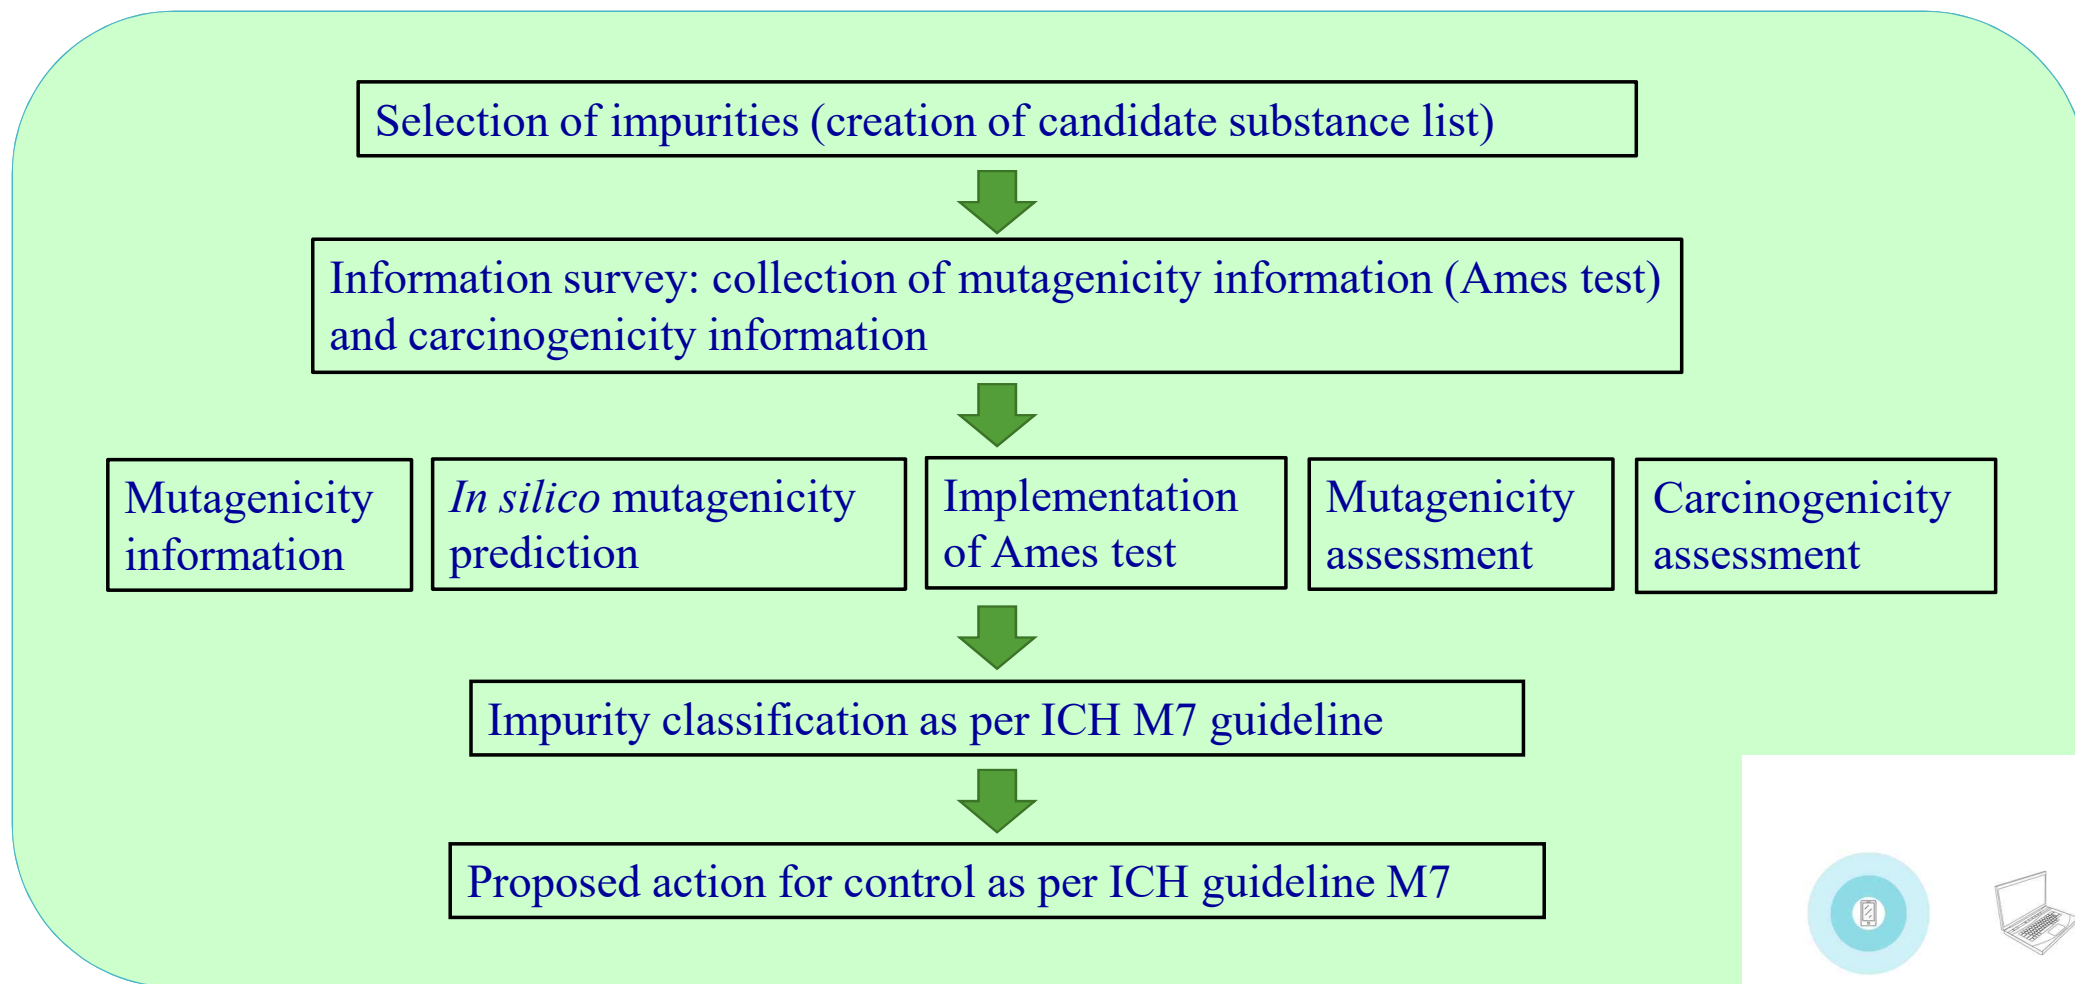 Selection of impurities (creation of candidate substance list)
Information survey: collection of mutagenicity information (Ames test)
and carcinogenicity information
Mutagenicity
information
In silico mutagenicity
prediction
Implementation
of Ames test
Mutagenicity
assessment
Carcinogenicity
assessment
Impurity classification as per ICH M7 guideline
Proposed action for control as per ICH guideline M7